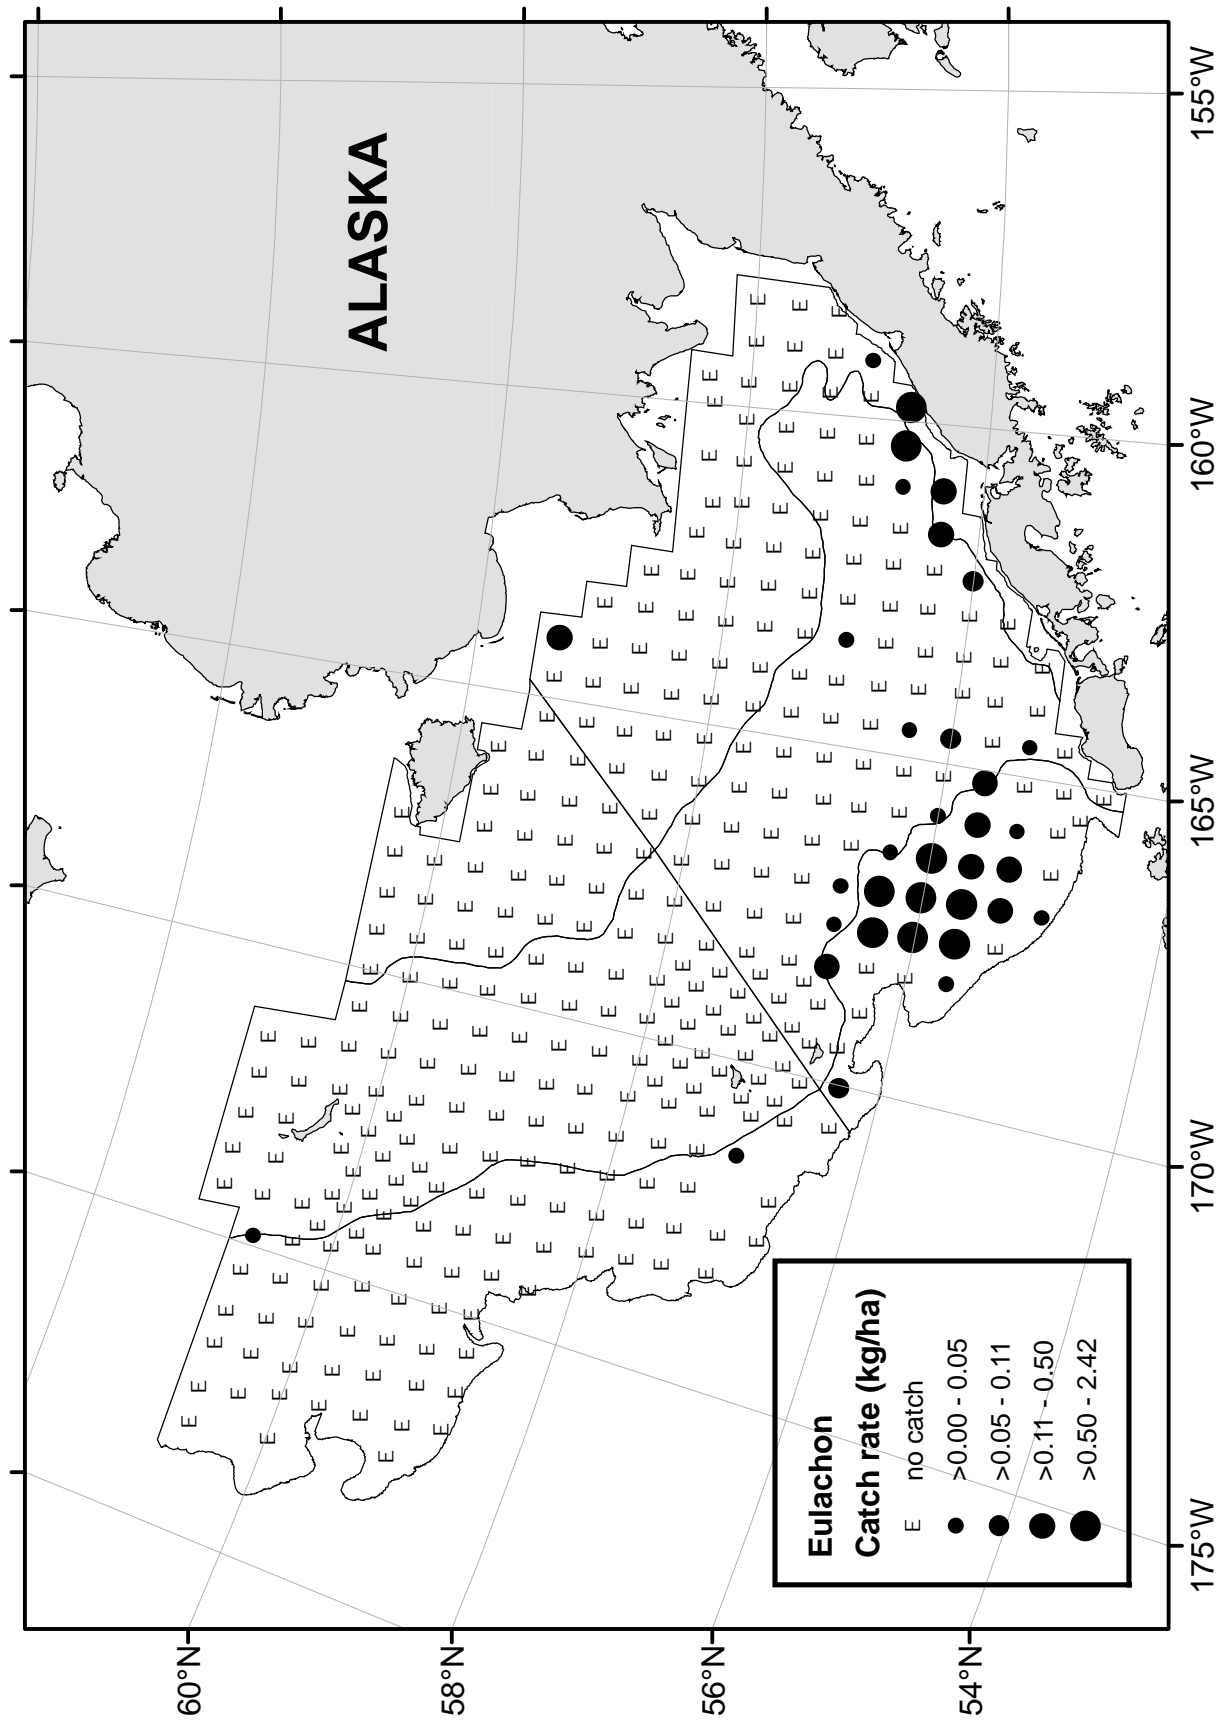 ALASKA
60°N
58°N
56°N
54°N
Eulachon
Catch rate (kg/ha)
E no catch
>0.00 - 0.05
>0.05 - 0.11
>0.11 - 0.50
>0.50 - 2.42
175°W
170°W
165°W
160°W
155°W